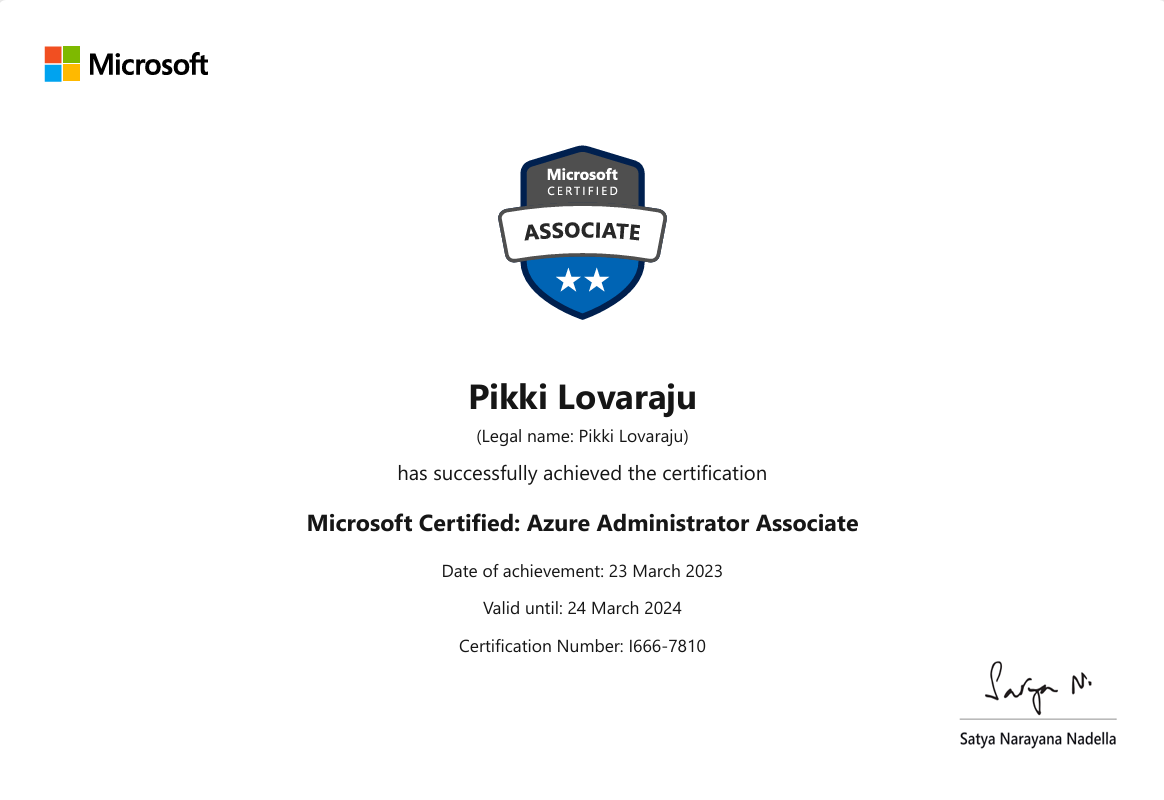 Microsoft
Microsoft
CERTIFIED
ASSOCIATE
Pikki Lovaraju
(Legal name: Pikki Lovaraju)
has successfully achieved the certification
Microsoft Certified: Azure Administrator Associate
Date of achievement: 23 March 2023
Valid until: 24 March 2024
Certification Number: I666-7810
Satya N.
Satya Narayana Nadella